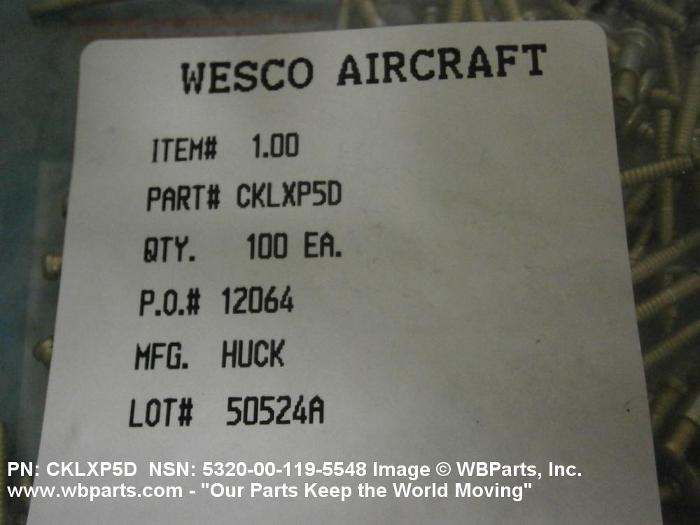 WESCO AIRCRAFT
ITEM# 1.00
PART# CKLXP5D
QTY. 100 EA.
P.O.# 12064
MFG. HUCK
LOT# 50524A
PN: CKLXP5D NSN: 5320-00-119-5548 Image © WBParts, Inc.
www.wbparts.com - "Our Parts Keep the World Moving"